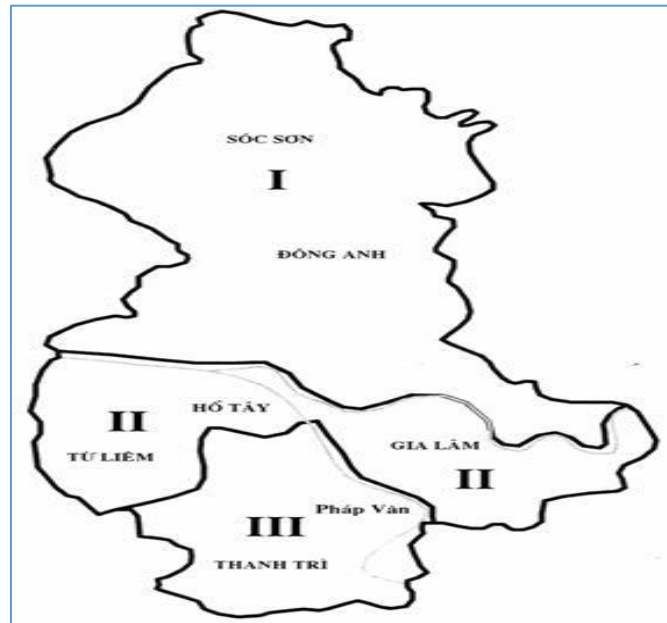 SÓC SƠN
I
ĐÔNG ANH
HỒ TÂY
II
TỪ LIÊM
GIA LÂM
II
Pháp Vân
III
THANH TRÌ